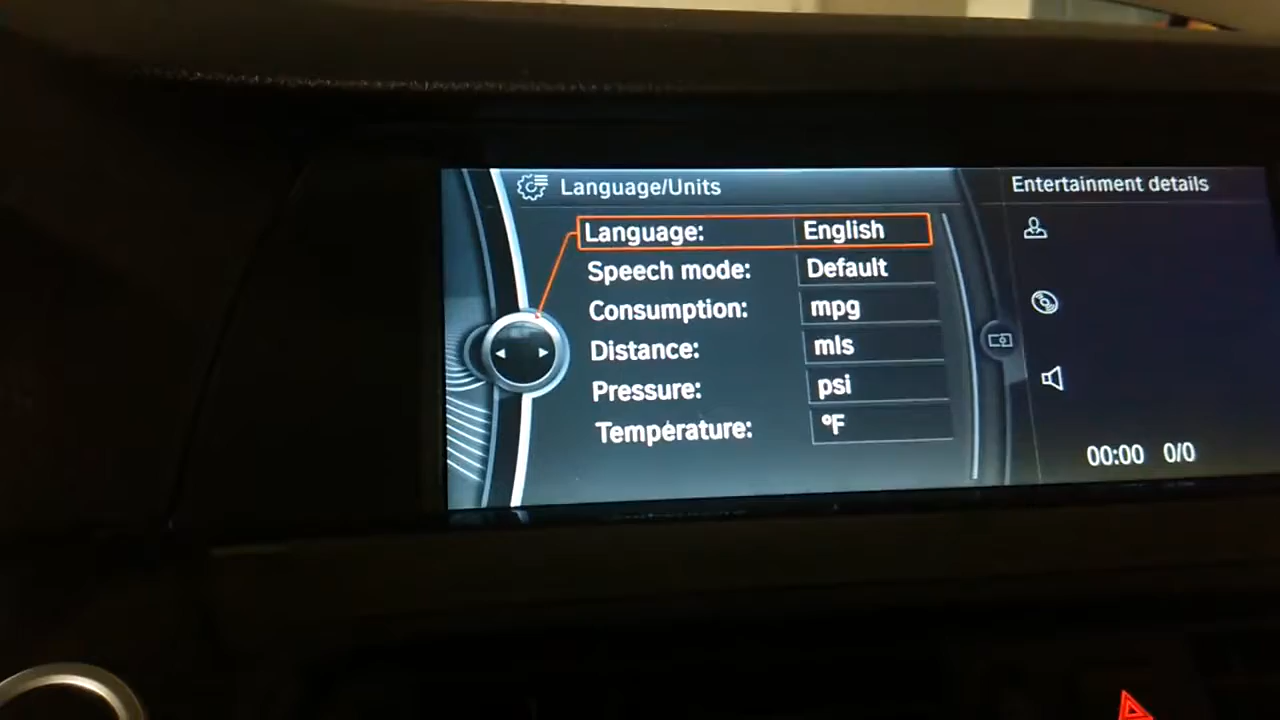 Language/Units
Language: English
Speech mode: Default
Consumption: mpg
Distance: mls
Pressure: psi
Temperature: °F
Entertainment details
00:00 0/0